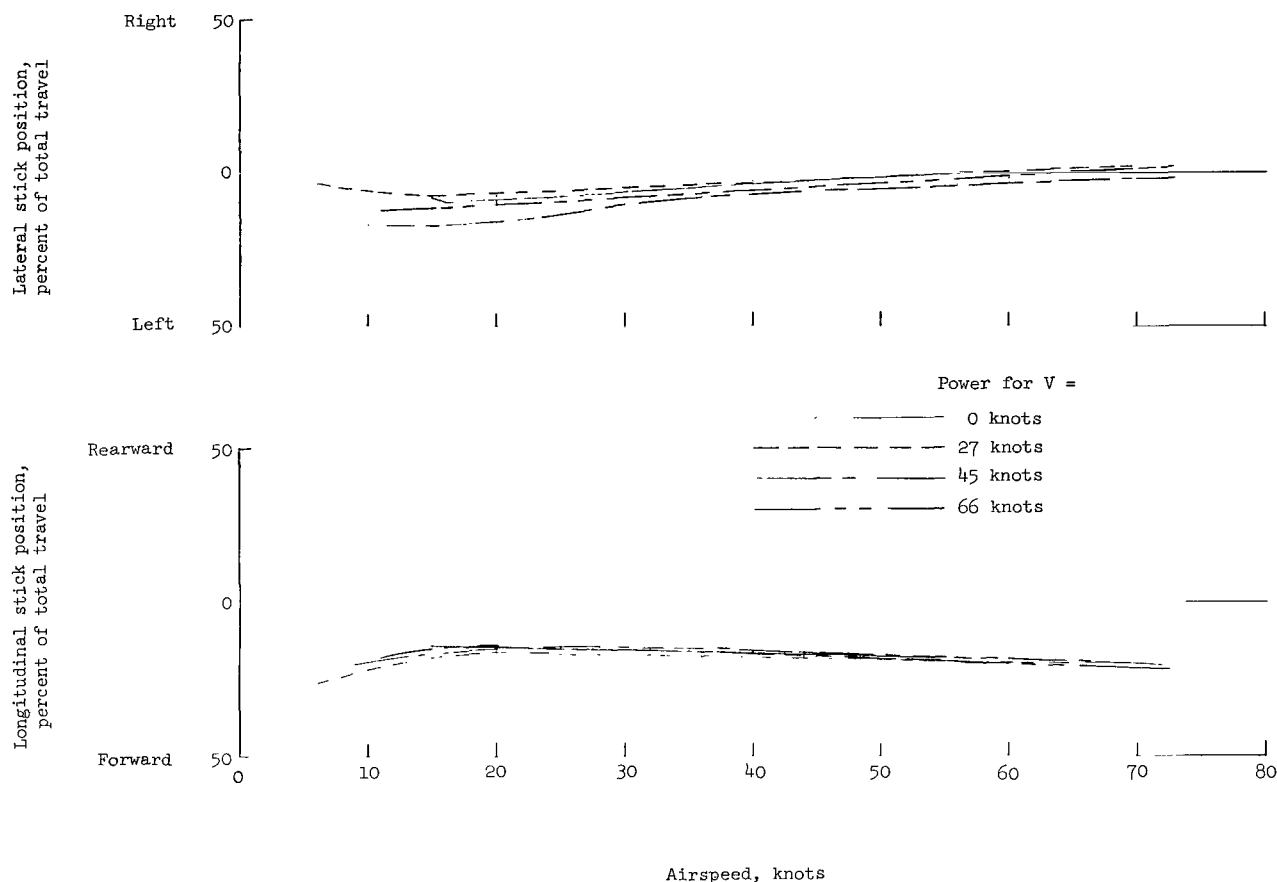 Right
50
Lateral stick position,
percent of total travel
0
Left
50
Power for V =
0 knots
27 knots
45 knots
66 knots
Rearward
50
Longitudinal stick position,
percent of total travel
0
Forward
50
0 10 20 30 40 50 60 70 80
Airspeed, knots